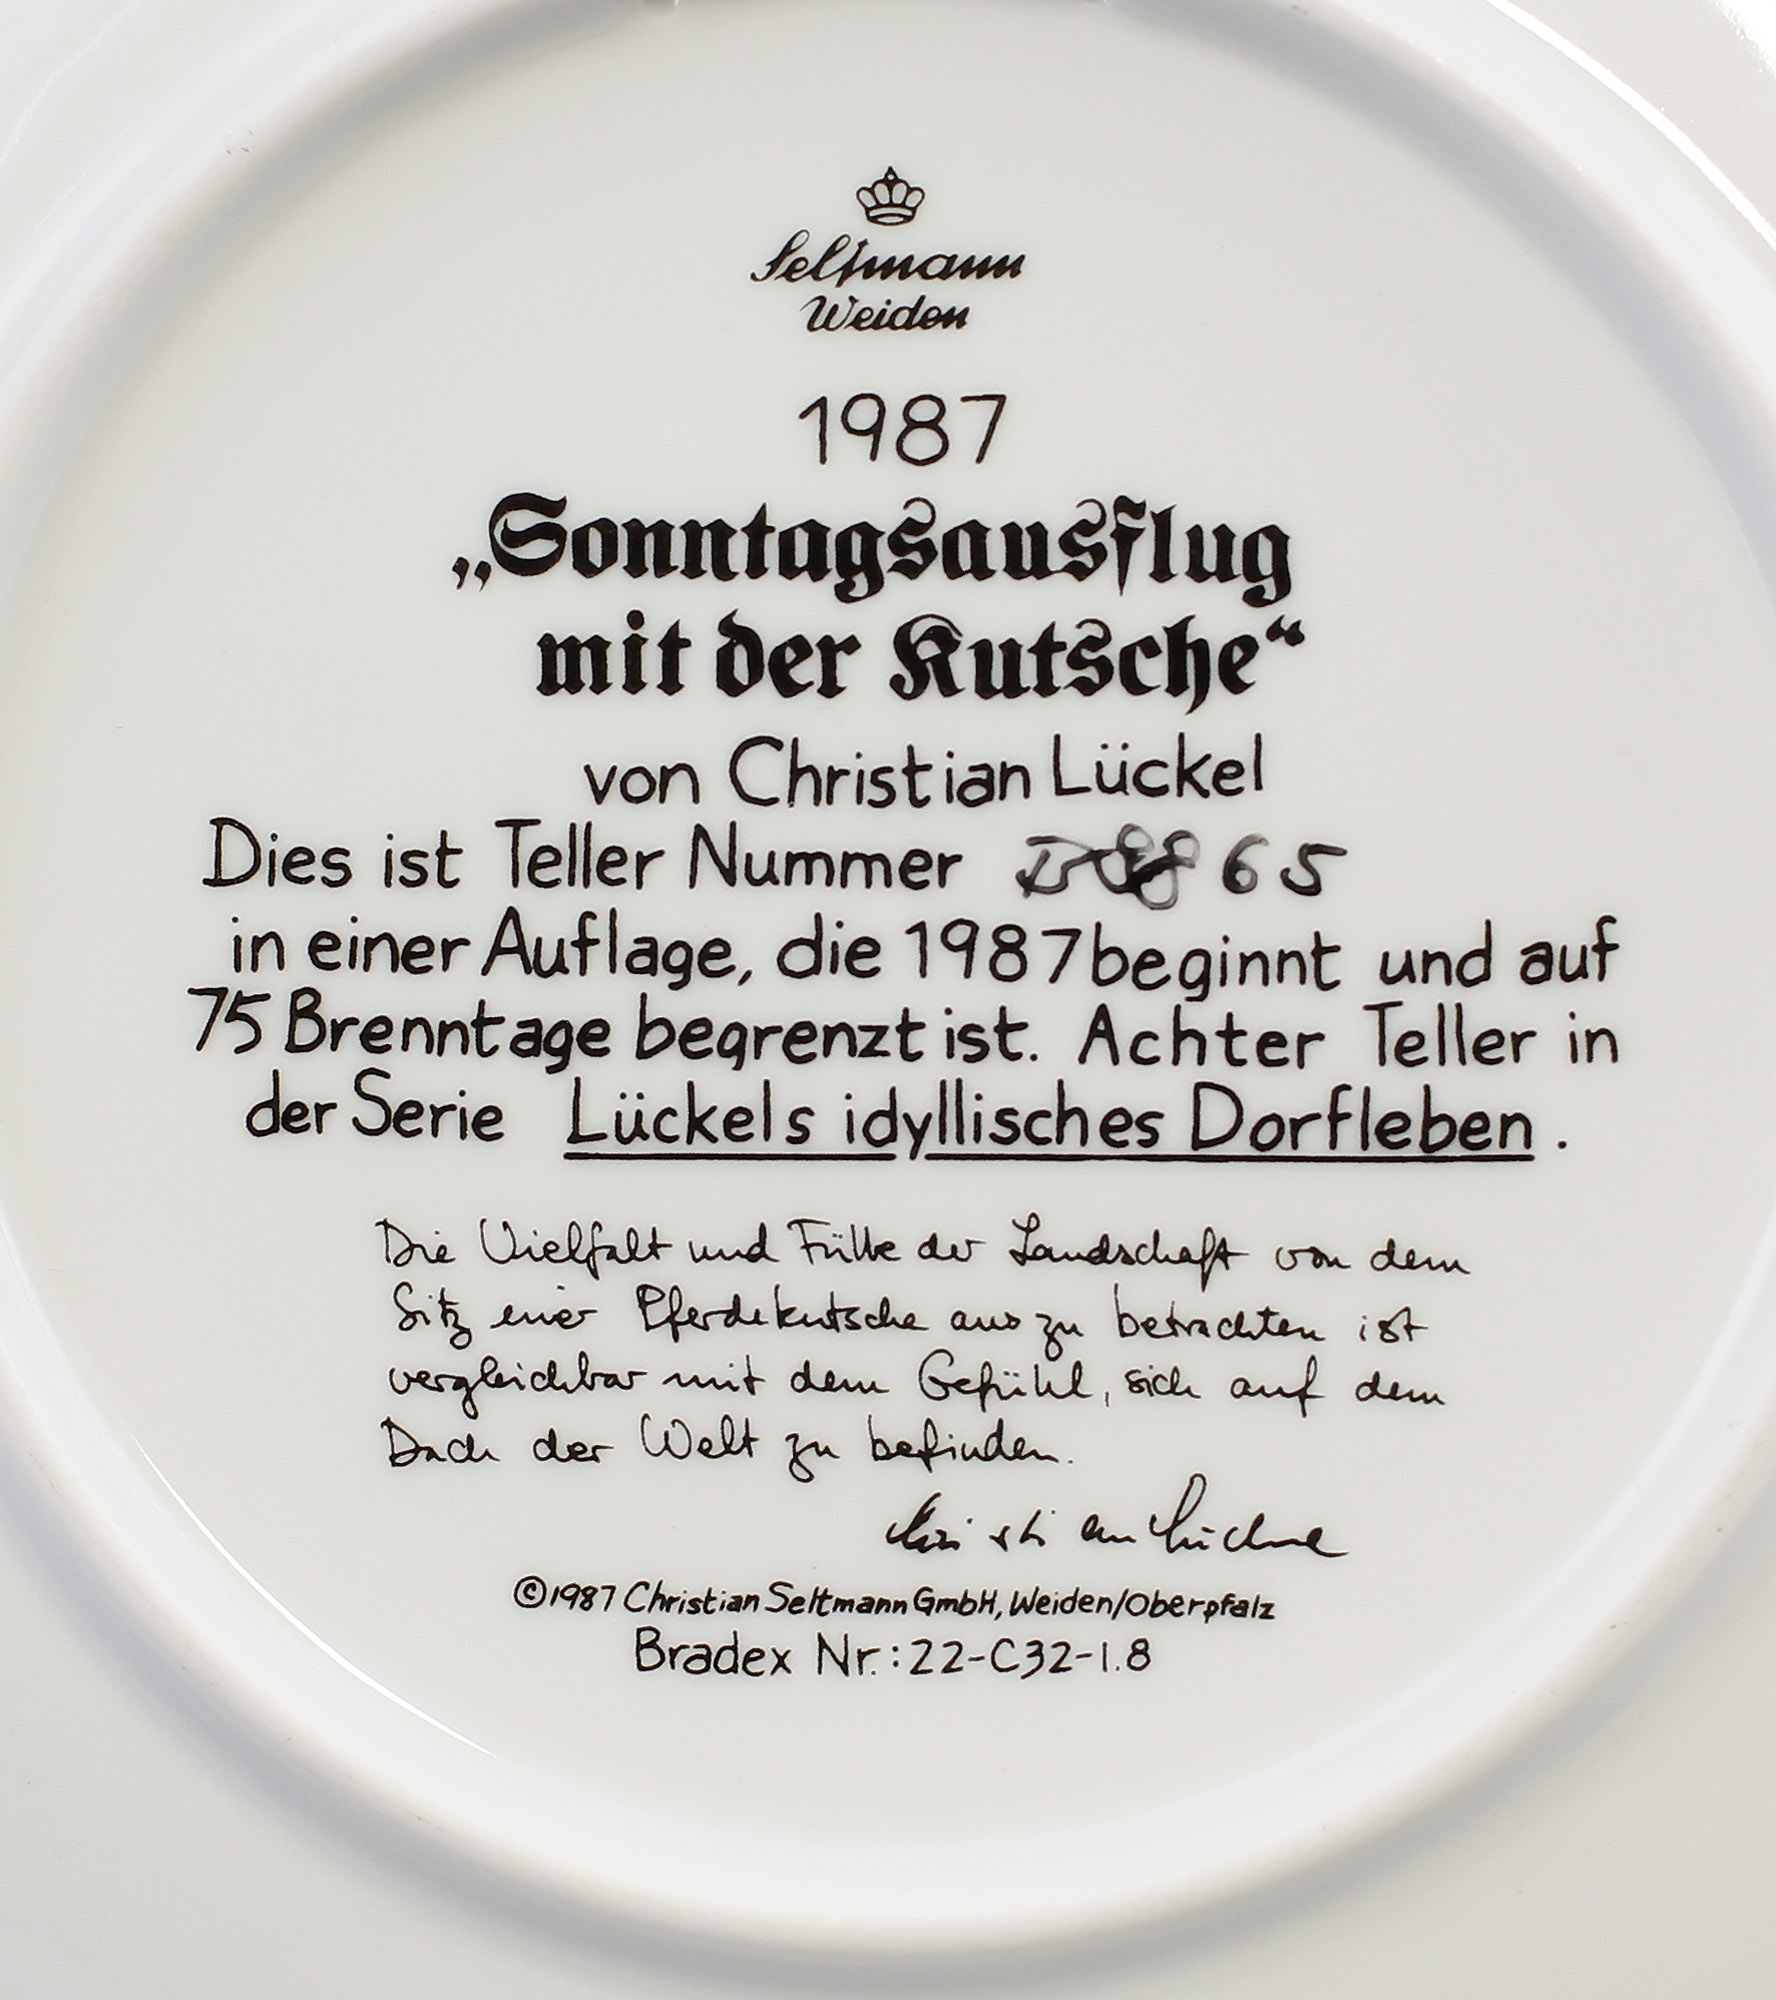 Seltmann
Weiden
1987
„Sonntagsausflug
mit der Kutsche“
von Christian Lückel
Dies ist Teller Nummer 65
in einer Auflage, die 1987 beginnt und auf
75 Brenntage begrenzt ist. Achter Teller in
der Serie Lückels idyllisches Dorfleben.
Die Vielfalt und Fülle der Landschaft von dem
Sitz einer Pferdekutsche aus zu betrachten ist
vergleichbar mit dem Gefühl, sich auf dem
Dach der Welt zu befinden.
Christian Lückel
©1987 Christian Seltmann GmbH, Weiden/Oberpfalz
Bradex Nr.: 22-C32-1.8